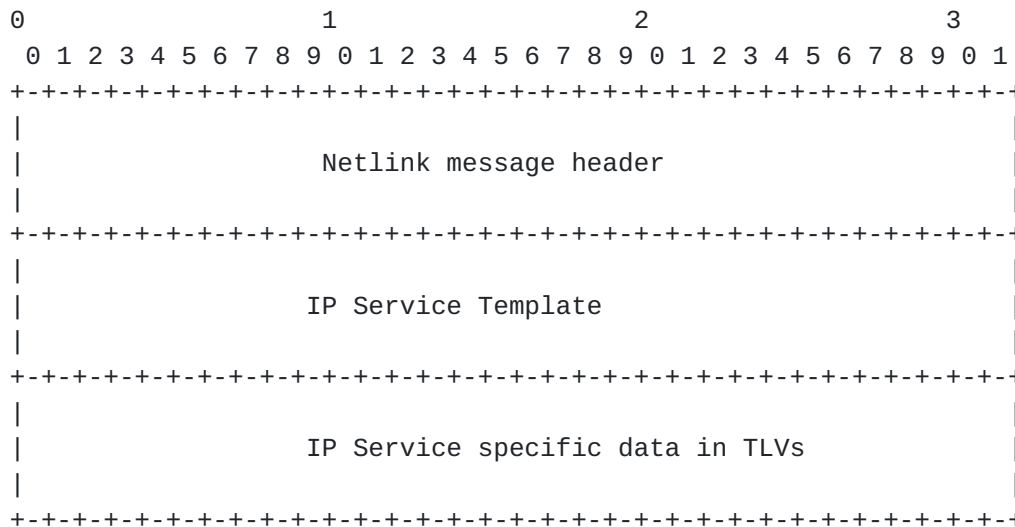 0                   1                   2                   3
 0 1 2 3 4 5 6 7 8 9 0 1 2 3 4 5 6 7 8 9 0 1 2 3 4 5 6 7 8 9 0 1
+-+-+-+-+-+-+-+-+-+-+-+-+-+-+-+-+-+-+-+-+-+-+-+-+-+-+-+-+-+-+-+-+
|                                                               |
|                   Netlink message header                      |
|                                                               |
+-+-+-+-+-+-+-+-+-+-+-+-+-+-+-+-+-+-+-+-+-+-+-+-+-+-+-+-+-+-+-+-+
|                                                               |
|                  IP Service Template                          |
|                                                               |
+-+-+-+-+-+-+-+-+-+-+-+-+-+-+-+-+-+-+-+-+-+-+-+-+-+-+-+-+-+-+-+-+
|                                                               |
|                  IP Service specific data in TLVs             |
|                                                               |
+-+-+-+-+-+-+-+-+-+-+-+-+-+-+-+-+-+-+-+-+-+-+-+-+-+-+-+-+-+-+-+-+